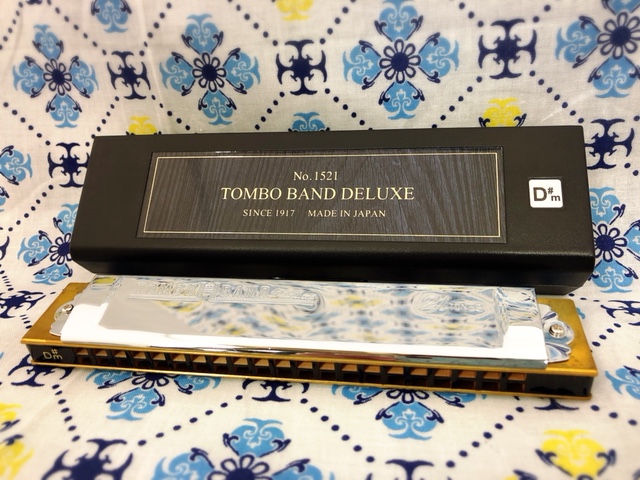 No.1521
TOMBO BAND DELUXE
SINCE 1917 MADE IN JAPAN
D#m
D#m